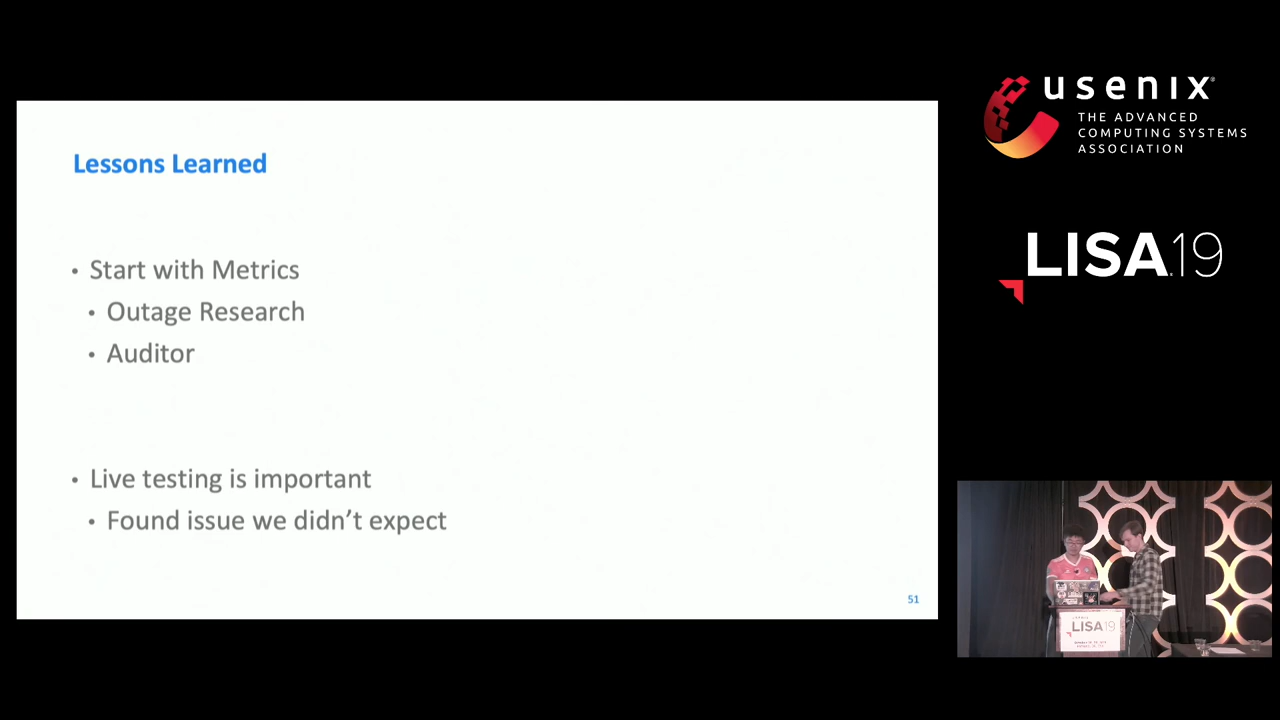 Lessons Learned
• Start with Metrics
• Outage Research
• Auditor
• Live testing is important
• Found issue we didn’t expect
51
usenix
THE ADVANCED
COMPUTING SYSTEMS
ASSOCIATION
LISA19
LISA19